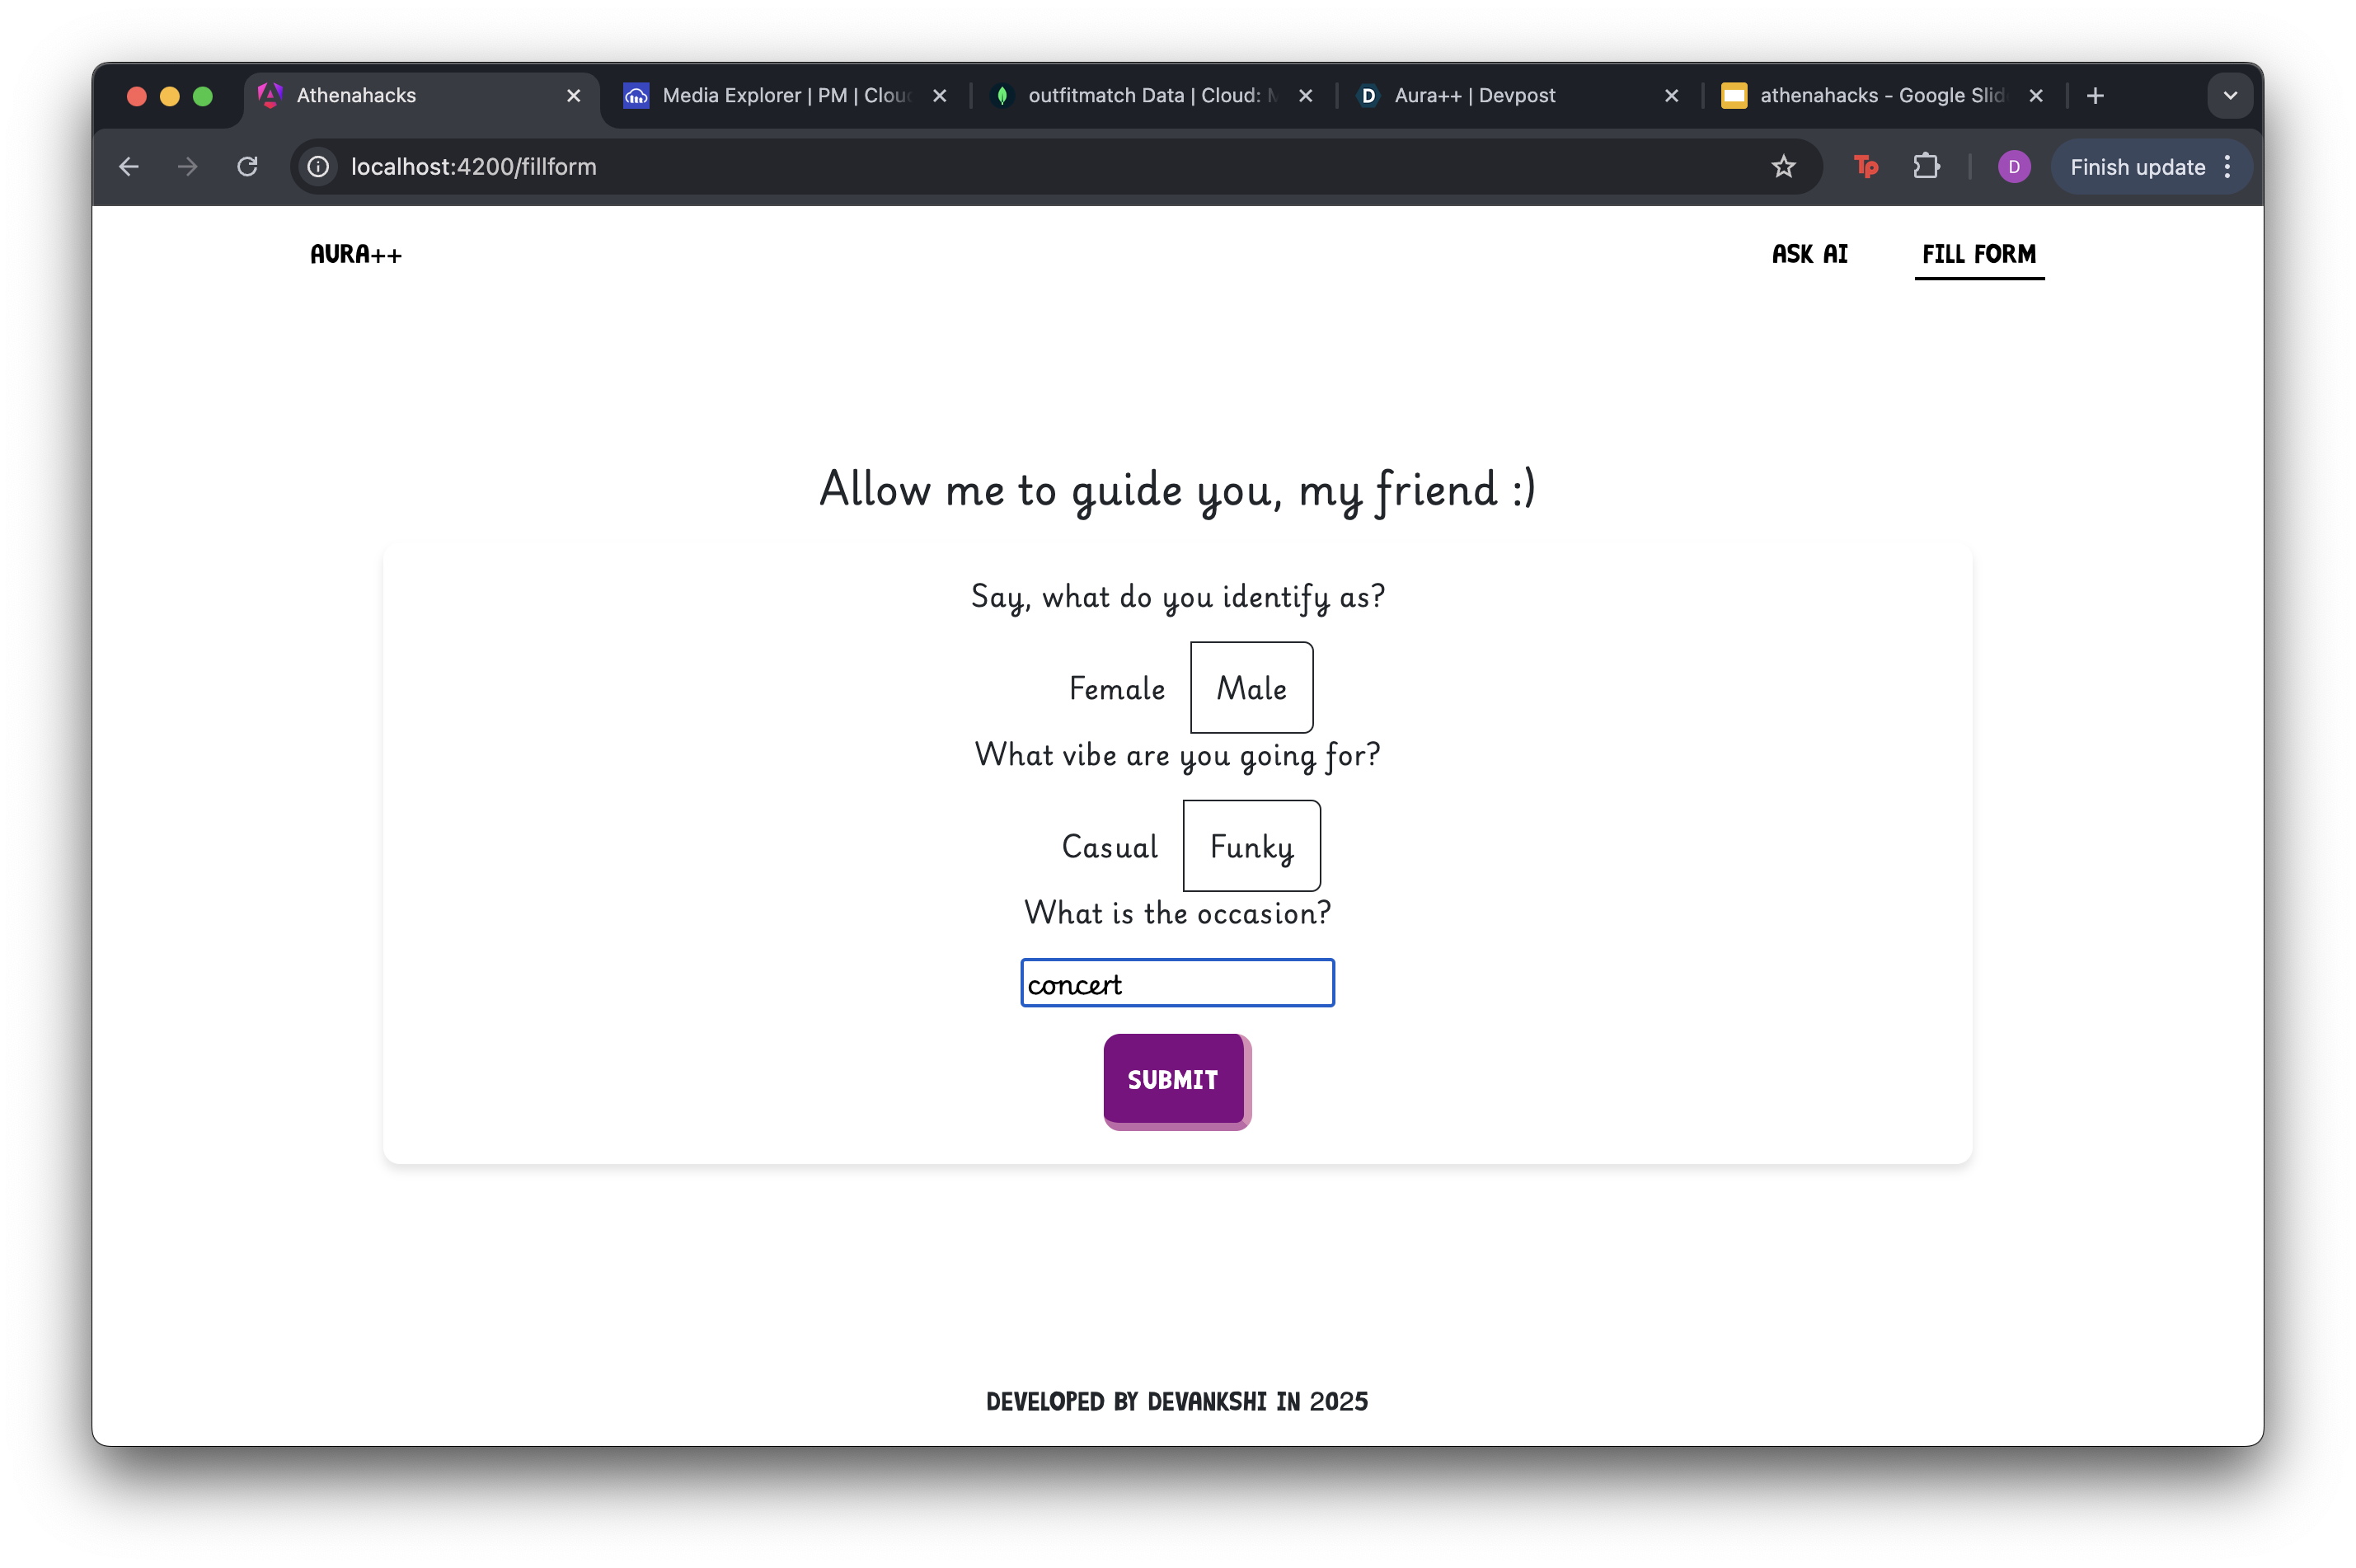 Athenahacks
Media Explorer | PM | Clou
outfitmatch Data | Cloud:
Aura++ | Devpost
athenahacks - Google Slid
localhost:4200/fillform
Tp
D
Finish update
AURA++
ASK AI
FILL FORM
Allow me to guide you, my friend :)
Say, what do you identify as?
Female
Male
What vibe are you going for?
Casual
Funky
What is the occasion?
concert
SUBMIT
DEVELOPED BY DEVANKSHI IN 2025